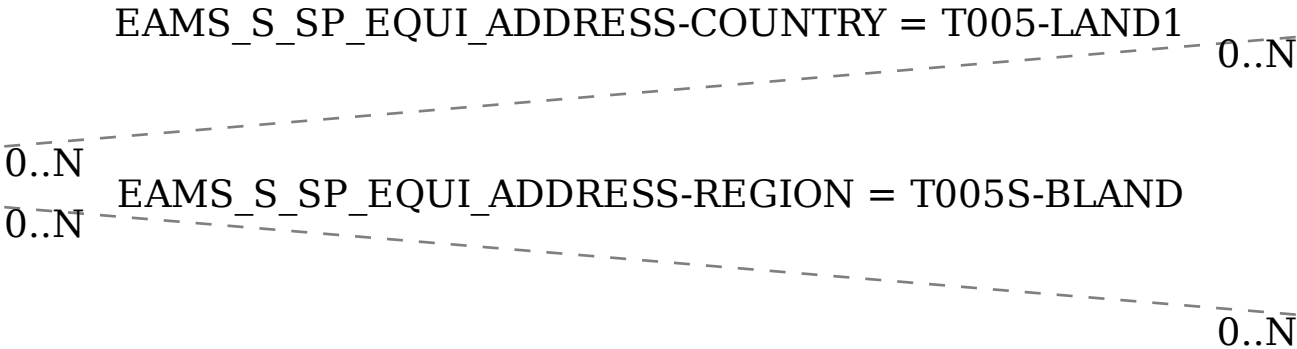 EAMS_S_SP_EQUI_ADDRESS-COUNTRY = T005-LAND1
0..N
0..N
EAMS_S_SP_EQUI_ADDRESS-REGION = T005S-BLAND
0..N
0..N